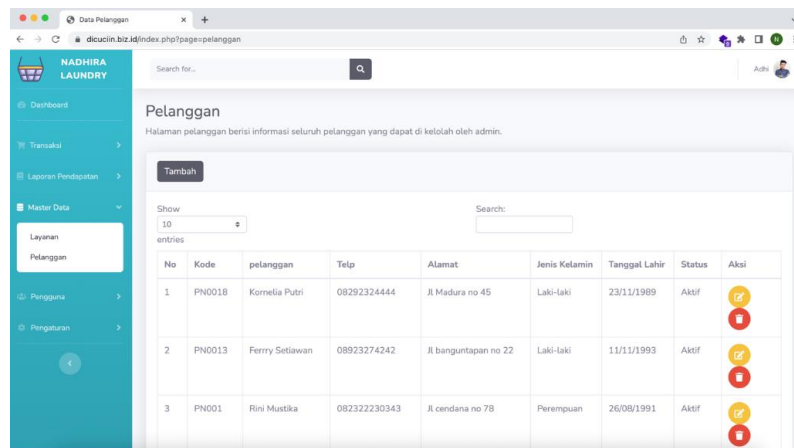 Data Pelanggan
dicuciin.biz.id/index.php?page=pelanggan
N
NADHIRA
LAUNDRY
Search for...
Adhi
Dashboard
Transaksi
Laporan Pendapatan
Master Data
Layanan
Pelanggan
Pengguna
Pengaturan
Pelanggan
Halaman pelanggan berisi informasi seluruh pelanggan yang dapat di kelolah oleh admin.
Tambah
Show
10
entries
Search:
No Kode pelanggan Telp Alamat Jenis Kelamin Tanggal Lahir Status Aksi
1 PN0018 Kornelia Putri 08292324444 Jl Madura no 45 Laki-laki 23/11/1989 Aktif
2 PN0013 Ferrry Setiawan 08923274242 Jl banguntapan no 22 Laki-laki 11/11/1993 Aktif
3 PN001 Rini Mustika 082322230343 Jl cendana no 78 Perempuan 26/08/1991 Aktif